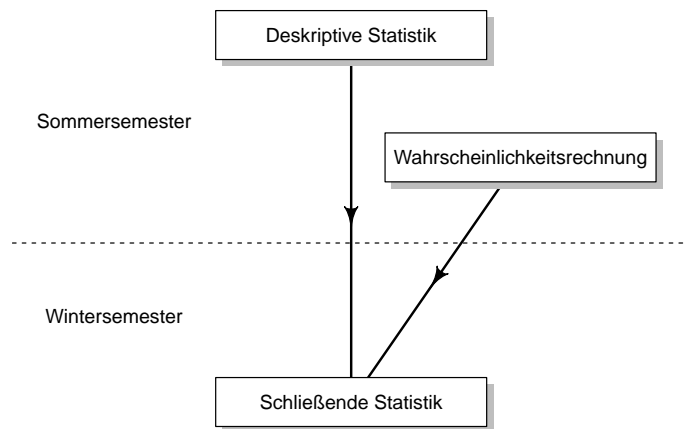 Deskriptive Statistik
Sommersemester
Wahrscheinlichkeitsrechnung
Wintersemester
Schließende Statistik